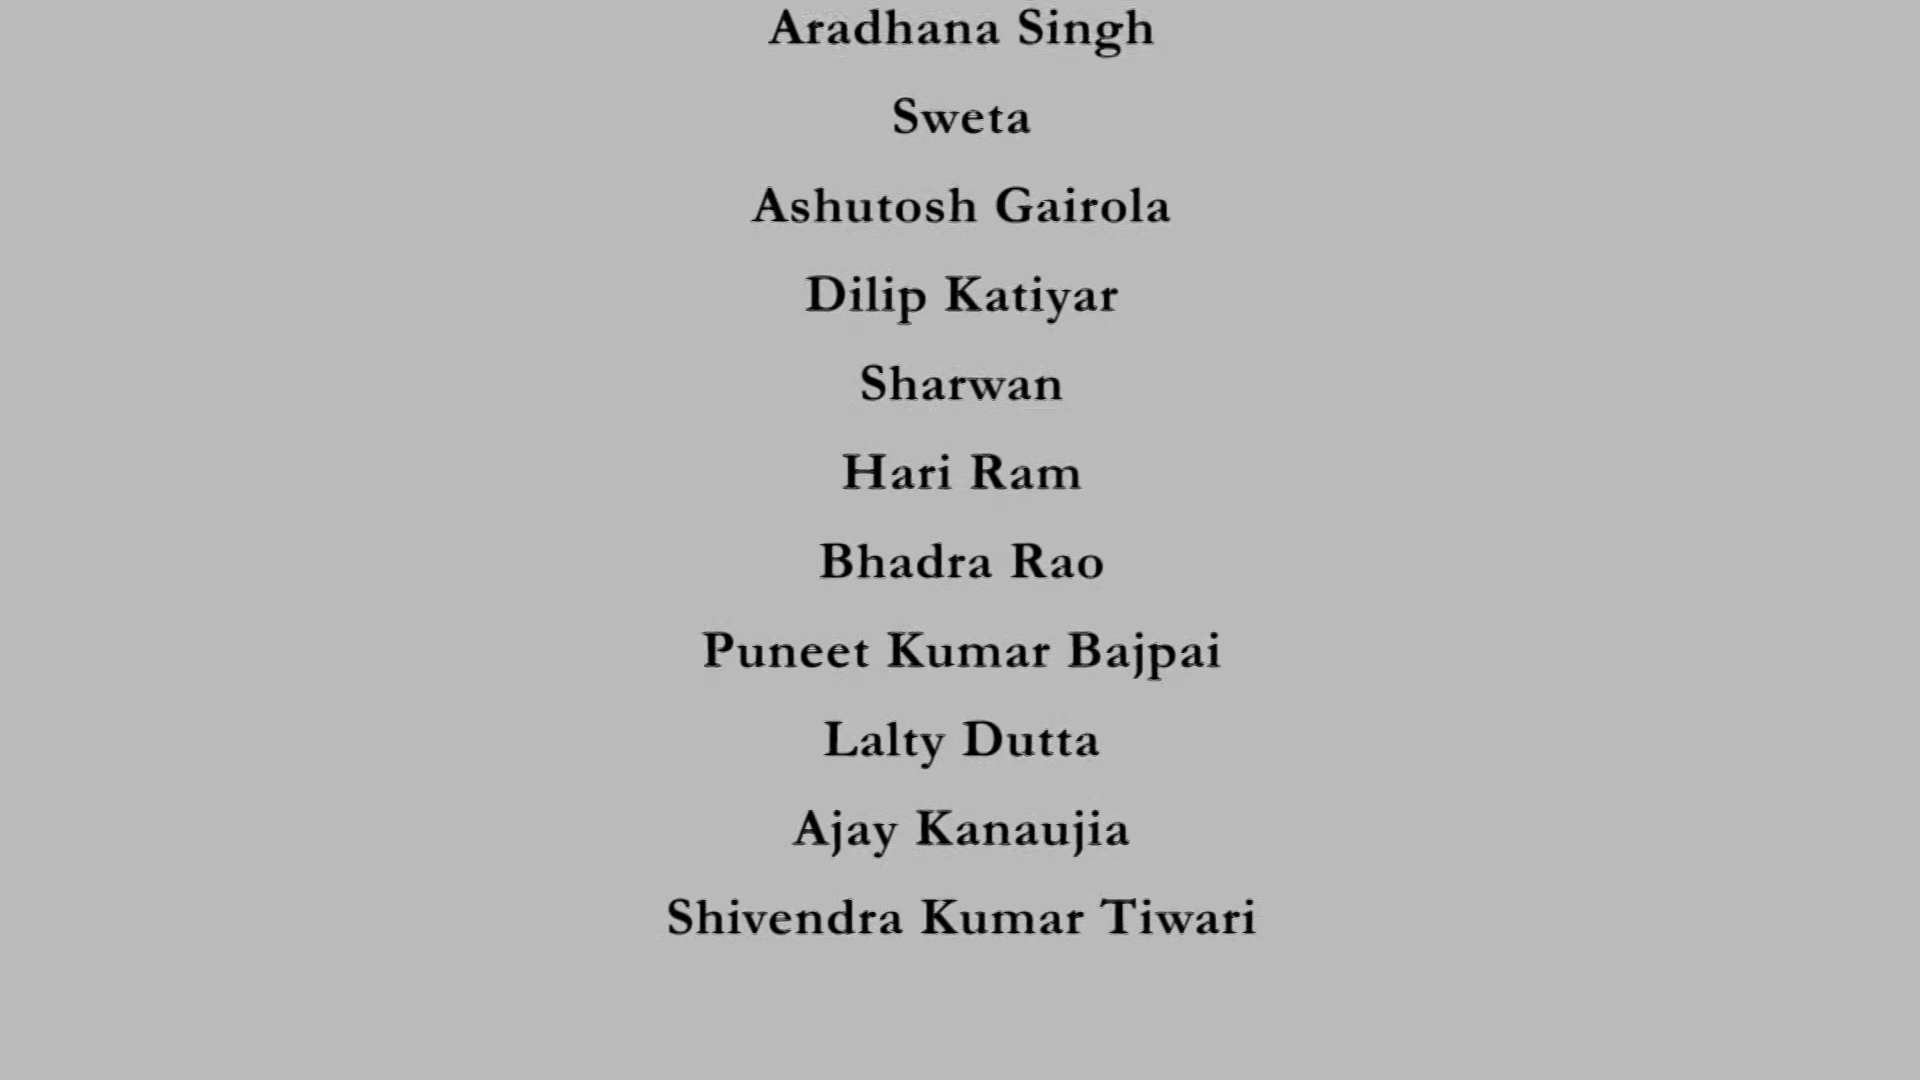 Aradhana Singh
Sweta
Ashutosh Gairola
Dilip Katiyar
Sharwan
Hari Ram
Bhadra Rao
Puneet Kumar Bajpai
Lalty Dutta
Ajay Kanaujia
Shivendra Kumar Tiwari